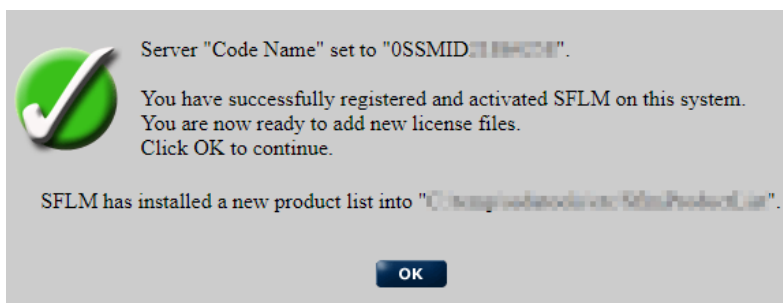 Server "Code Name" set to "0SSMID
You have successfully registered and activated SFLM on this system.
You are now ready to add new license files.
Click OK to continue.
SFLM has installed a new product list into "
OK